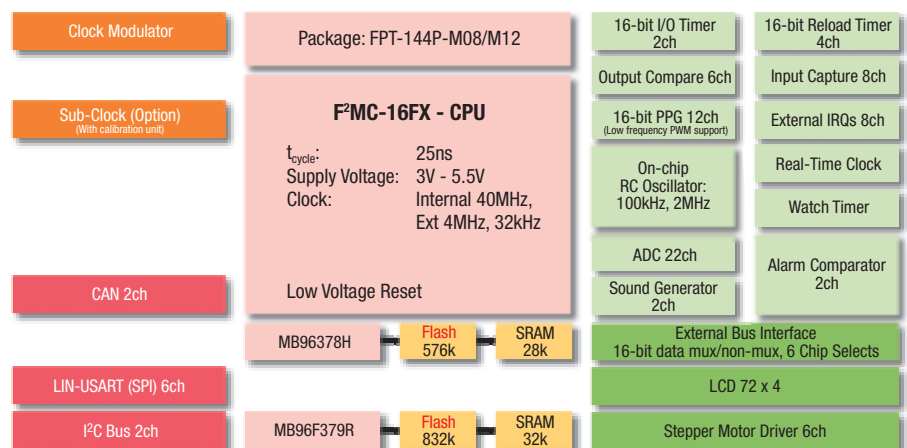 Clock Modulator
Sub-Clock (Option)
(With calibration unit)
CAN 2ch
LIN-USART (SPI) 6ch
I²C Bus 2ch
Package: FPT-144P-M08/M12
F²MC-16FX - CPU
t_cycle: 25ns
Supply Voltage: 3V - 5.5V
Clock: Internal 40MHz,
Ext 4MHz, 32kHz
Low Voltage Reset
MB96378H
Flash
576k
SRAM
28k
MB96F379R
Flash
832k
SRAM
32k
16-bit I/O Timer
2ch
16-bit Reload Timer
4ch
Output Compare 6ch
Input Capture 8ch
16-bit PPG 12ch
(Low frequency PWM support)
External IRQs 8ch
On-chip
RC Oscillator:
100kHz, 2MHz
Real-Time Clock
Watch Timer
ADC 22ch
Sound Generator
2ch
Alarm Comparator
2ch
External Bus Interface
16-bit data mux/non-mux, 6 Chip Selects
LCD 72 x 4
Stepper Motor Driver 6ch